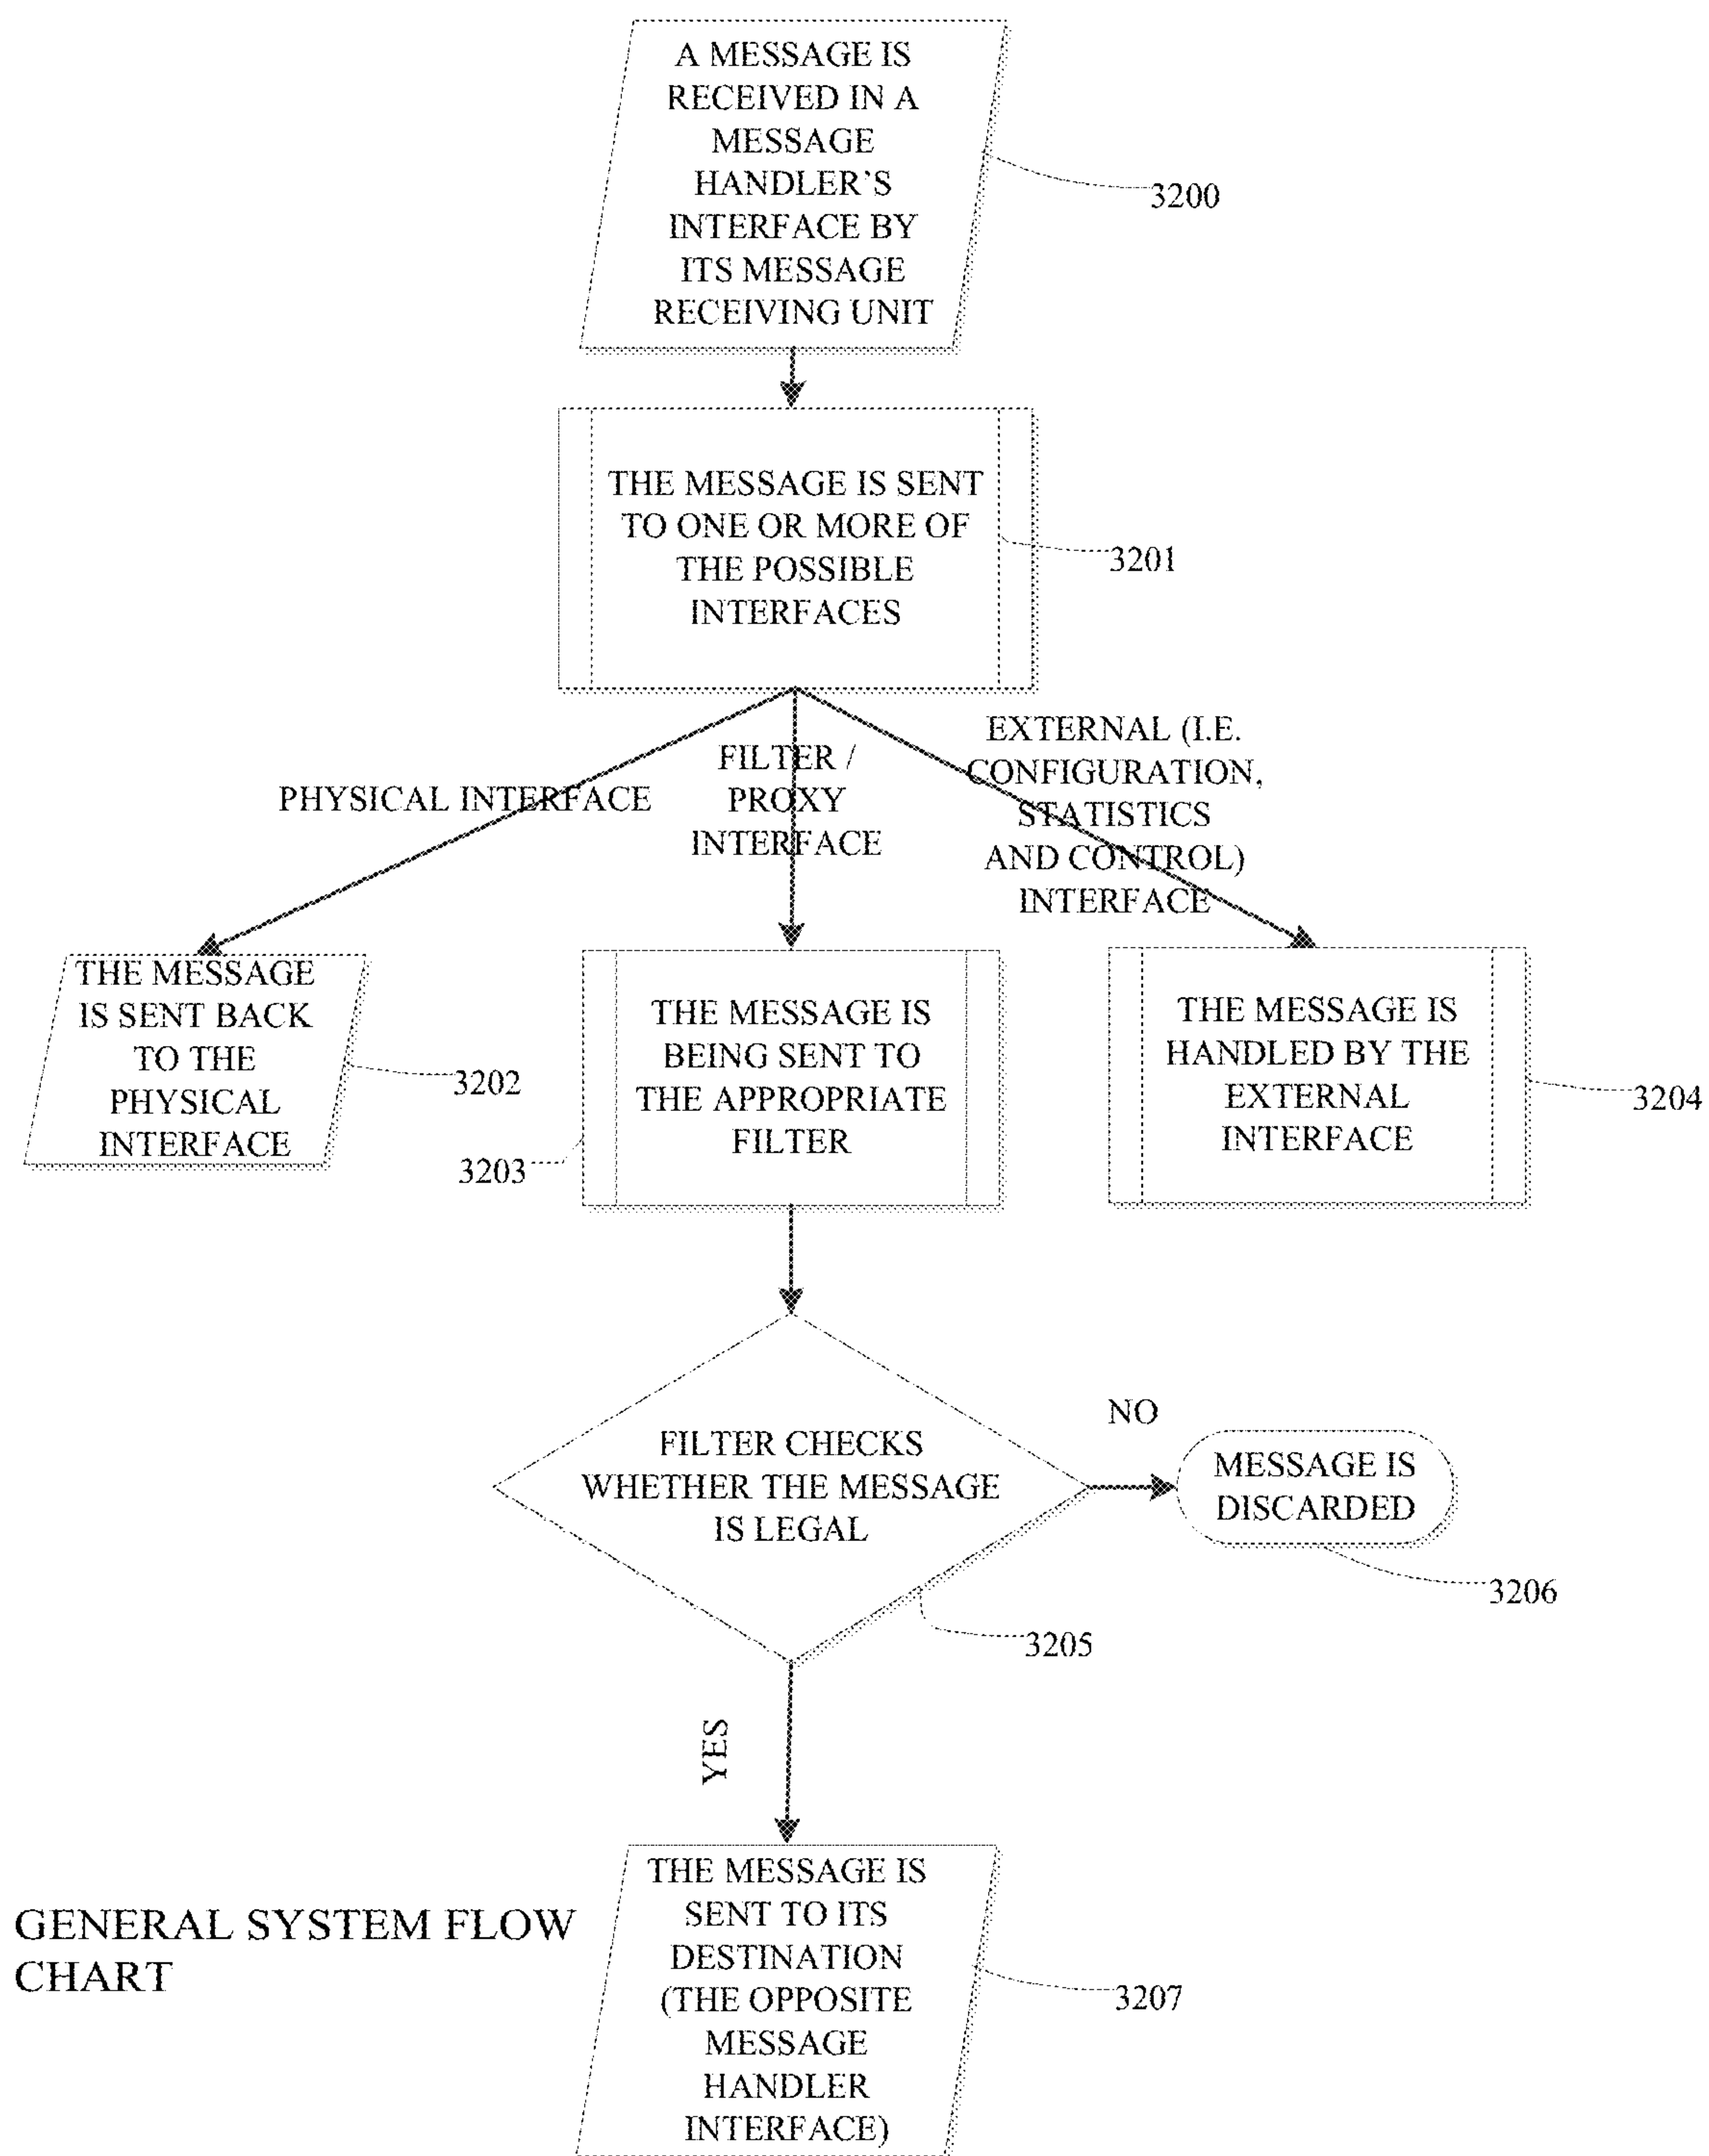 A MESSAGE IS
RECEIVED IN A
MESSAGE
HANDLER'S
INTERFACE BY
ITS MESSAGE
RECEIVING UNIT
3200
THE MESSAGE IS SENT
TO ONE OR MORE OF
THE POSSIBLE
INTERFACES
3201
PHYSICAL INTERFACE
FILTER /
PROXY
INTERFACE
EXTERNAL (I.E.
CONFIGURATION,
STATISTICS
AND CONTROL)
INTERFACE
THE MESSAGE
IS SENT BACK
TO THE
PHYSICAL
INTERFACE
3202
THE MESSAGE IS
BEING SENT TO
THE APPROPRIATE
FILTER
3203
THE MESSAGE IS
HANDLED BY THE
EXTERNAL
INTERFACE
3204
FILTER CHECKS
WHETHER THE MESSAGE
IS LEGAL
3205
NO
MESSAGE IS
DISCARDED
3206
YES
THE MESSAGE IS
SENT TO ITS
DESTINATION
(THE OPPOSITE
MESSAGE
HANDLER
INTERFACE)
3207
GENERAL SYSTEM FLOW
CHART